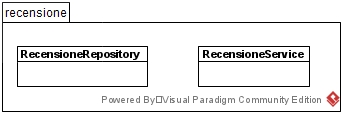 recensione
RecensioneRepository
RecensioneService
Powered By□Visual Paradigm Community Edition